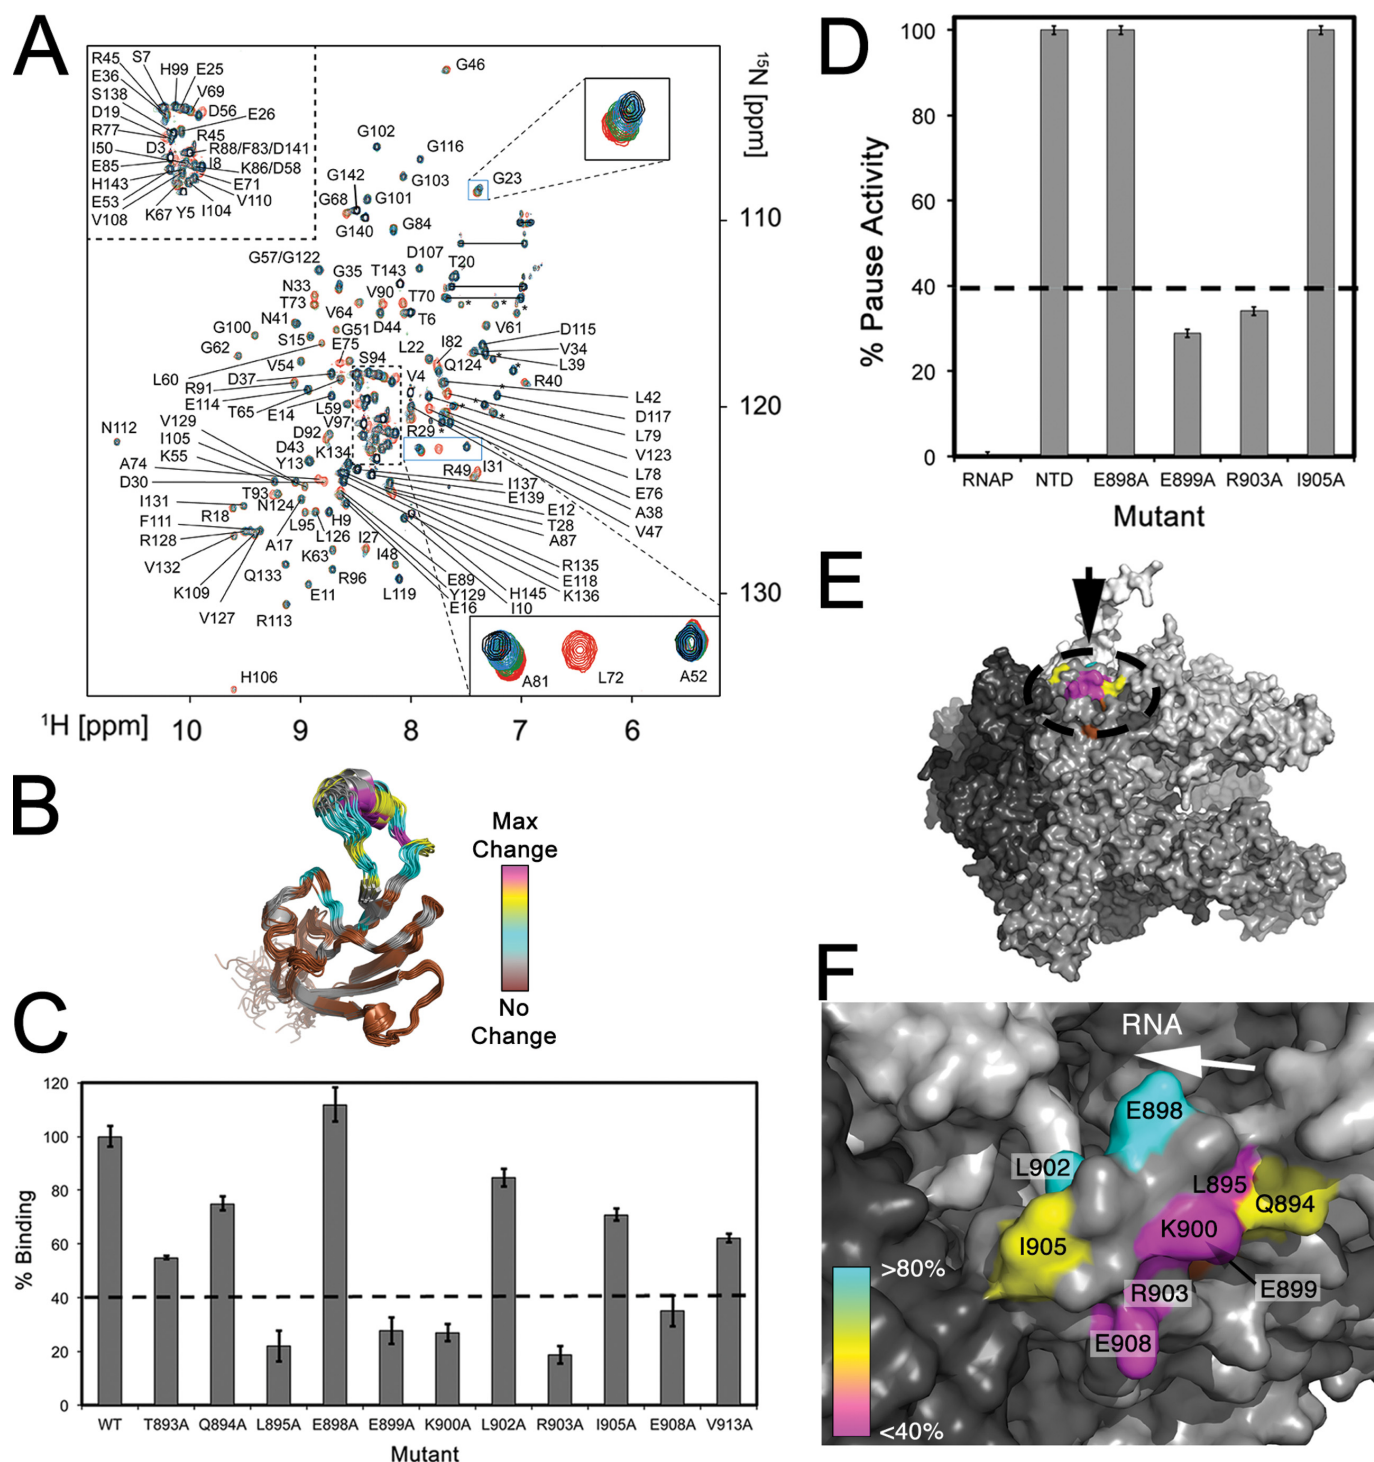 A
R45 S7
E36 H99 E25
S138 V69
D19 D56
R77 E26
D3 R45
I50 R88/F83/D141
E85 I8 K86/D58
H143 E71
E53 V110
V108 K67 Y5 I104
G46
G102
G116
G142 G103
G23
G68 G101
G140 G84
D107
G57/G122 T143 T20
G35
N33 V90 T70
T73
V64 D44 T6
N41
G100 G51 V61 D115
S15 E75 I82
G62 V34
V54 S94 L22 Q124 L39
L60
D37 V4 R40
R91 L42
E114 T65 E14 L59 D117
V129 V97 L79
N112 D92 R29 V123
I105 D43 K134
K55 Y13 L78
A74 R49 I31 E76
D30 I137 A38
T93 E139
I131 N124 E12 V47
R18 L95 H9 T28
F111 L126 I27 A87
R128 A17 K63 I48 R135
V132 Q133 R96 E89 E118
K109 E11 L119 Y129 H145 K136
V127 E16 I10
R113
H106
A81 L72 A52
110
120
130
¹⁵N [ppm]
¹H [ppm] 10 9 8 7 6
B
Max
Change
No
Change
C
120
100
80
60
40
20
0
% Binding
WT T893A Q894A L895A E898A E899A K900A L902A R903A I905A E908A V913A
Mutant
D
100
80
60
40
20
0
% Pause Activity
RNAP NTD E898A E899A R903A I905A
Mutant
E
F
RNA
E898
L902
L895
Q894
K900
I905
E899
R903
E908
>80%
<40%